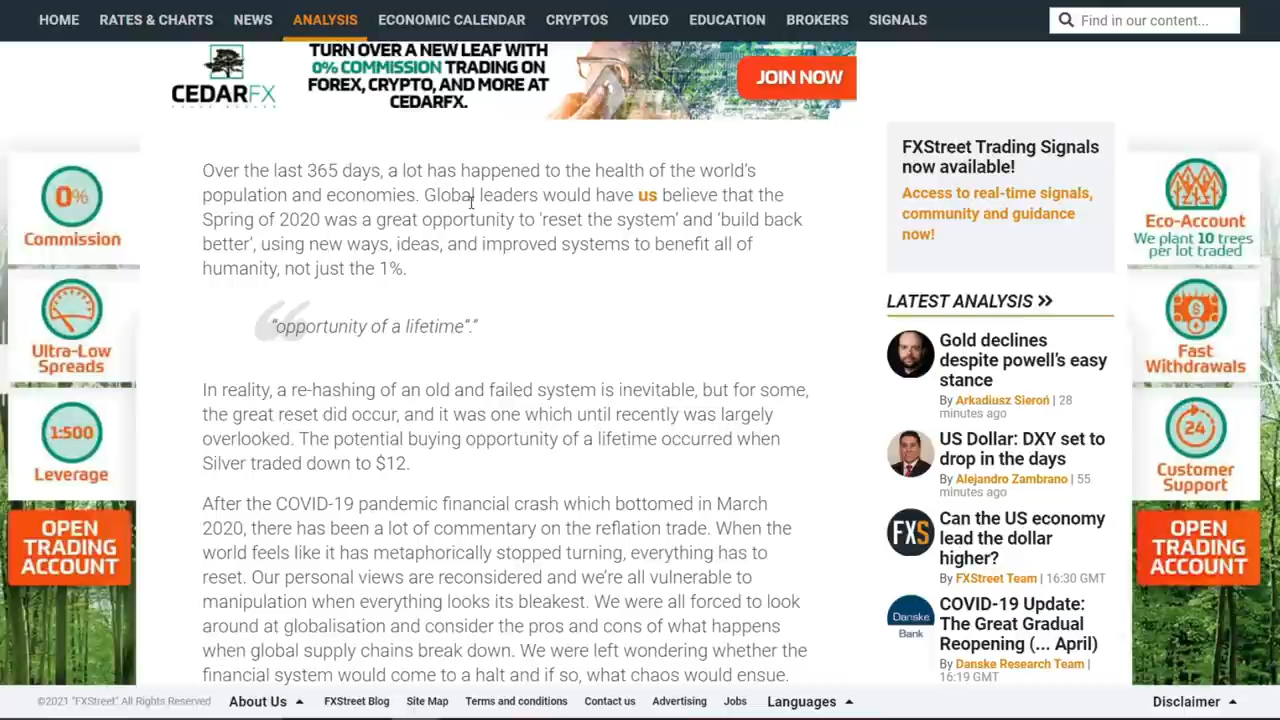 HOME RATES & CHARTS NEWS ANALYSIS ECONOMIC CALENDAR CRYPTOS VIDEO EDUCATION BROKERS SIGNALS
Find in our content...
TURN OVER A NEW LEAF WITH
0% COMMISSION TRADING ON
FOREX, CRYPTO, AND MORE AT
CEDARFX.
CEDARFX
JOIN NOW
0%
Commission
Ultra-Low
Spreads
1:500
Leverage
OPEN
TRADING
ACCOUNT
Over the last 365 days, a lot has happened to the health of the world's
population and economies. Global leaders would have us believe that the
Spring of 2020 was a great opportunity to 'reset the system' and 'build back
better', using new ways, ideas, and improved systems to benefit all of
humanity, not just the 1%.
"opportunity of a lifetime"."
In reality, a re-hashing of an old and failed system is inevitable, but for some,
the great reset did occur, and it was one which until recently was largely
overlooked. The potential buying opportunity of a lifetime occurred when
Silver traded down to $12.
After the COVID-19 pandemic financial crash which bottomed in March
2020, there has been a lot of commentary on the reflation trade. When the
world feels like it has metaphorically stopped turning, everything has to
reset. Our personal views are reconsidered and we're all vulnerable to
manipulation when everything looks its bleakest. We were all forced to look
around at globalisation and consider the pros and cons of what happens
when global supply chains break down. We were left wondering whether the
financial system would come to a halt and if so, what chaos would ensue.
FXStreet Trading Signals
now available!
Access to real-time signals,
community and guidance
now!
LATEST ANALYSIS
Gold declines
despite powell's easy
stance
By Arkadiusz Sieroń | 28
minutes ago
US Dollar: DXY set to
drop in the days
By Alejandro Zambrano | 55
minutes ago
FXS
Can the US economy
lead the dollar
higher?
By FXStreet Team | 16:30 GMT
Danske
Bank
COVID-19 Update:
The Great Gradual
Reopening (... April)
By Danske Research Team |
16:19 GMT
Eco-Account
We plant 10 trees
per lot traded
Fast
Withdrawals
24
Customer
Support
OPEN
TRADING
ACCOUNT
©2021 "FXStreet" All Rights Reserved About Us FXStreet Blog Site Map Terms and conditions Contact us Advertising Jobs Languages Disclaimer